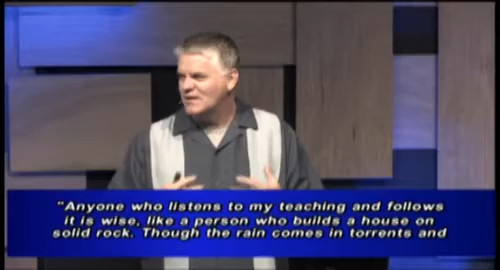 "Anyone who listens to my teaching and follows
it is wise, like a person who builds a house on
solid rock. Though the rain comes in torrents and